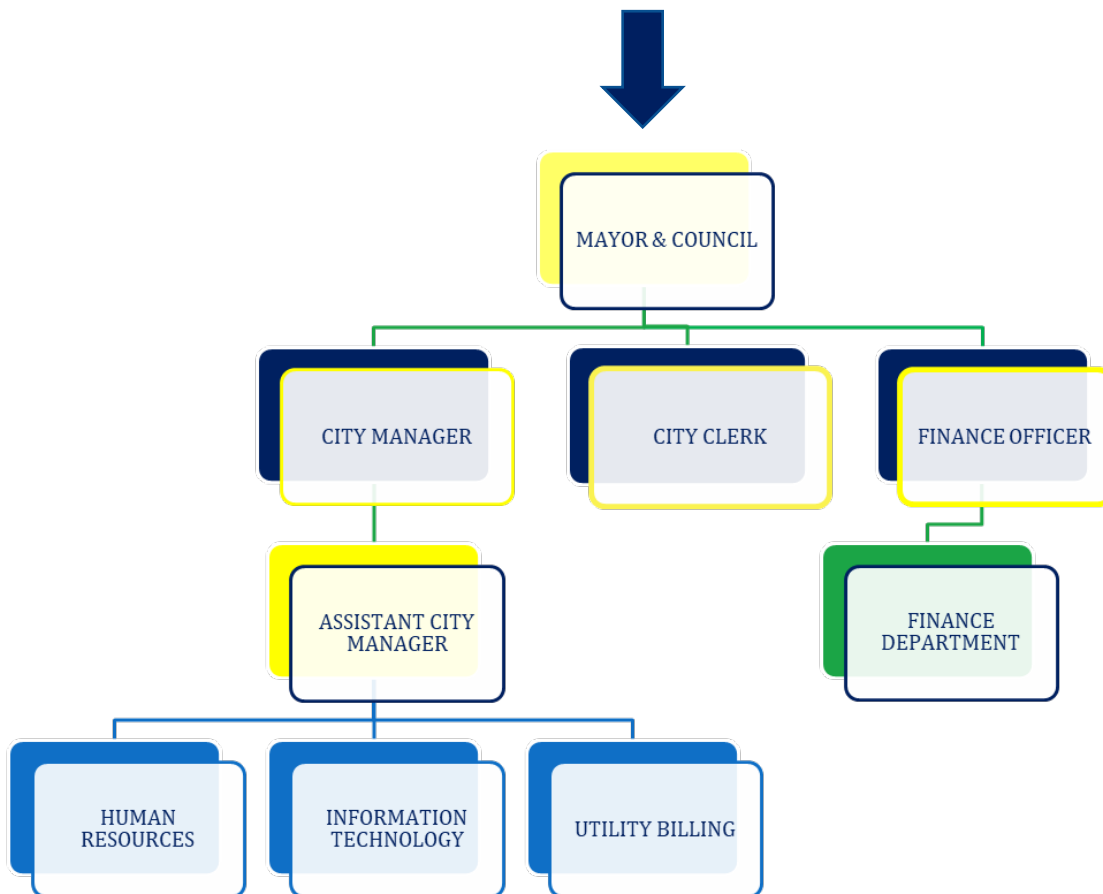 MAYOR & COUNCIL
CITY MANAGER
CITY CLERK
FINANCE OFFICER
ASSISTANT CITY
MANAGER
FINANCE
DEPARTMENT
HUMAN
RESOURCES
INFORMATION
TECHNOLOGY
UTILITY BILLING